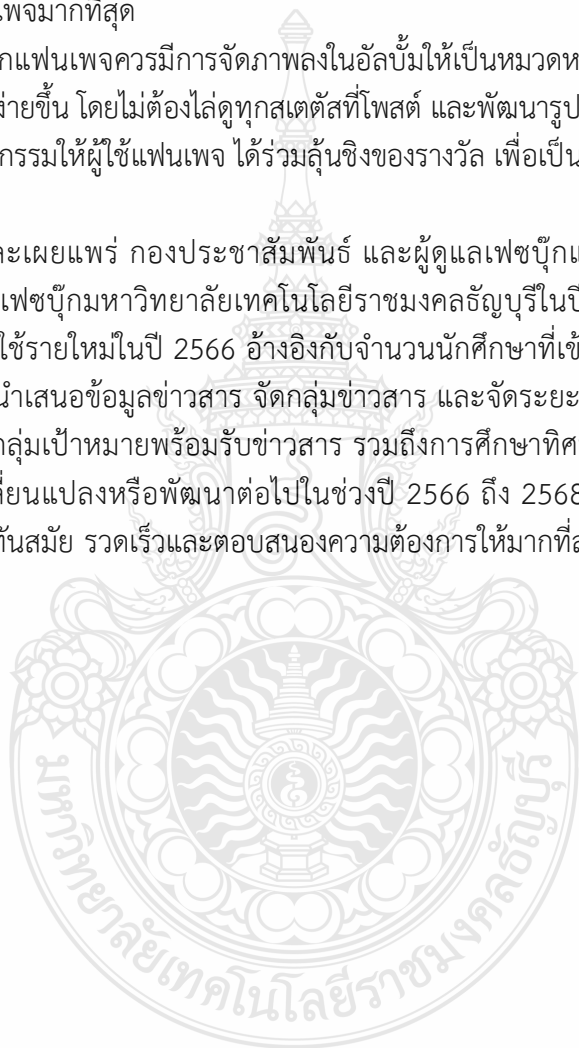 เพจมากที่สุด
กแฟนเพจควรมีการจัดภาพลงในอัลบั้มให้เป็นหมวดห
ง่ายขึ้น โดยไม่ต้องไล่ดูทุกสเตตัสที่โพสต์ และพัฒนารูป
กรรมให้ผู้ใช้แฟนเพจ ได้ร่วมลุ้นชิงของรางวัล เพื่อเป็น
ละเผยแพร่ กองประชาสัมพันธ์ และผู้ดูแลเฟซบุ๊กแ
เฟซบุ๊กมหาวิทยาลัยเทคโนโลยีราชมงคลธัญบุรีในปี
ใช้รายใหม่ในปี 2566 อ้างอิงกับจำนวนนักศึกษาที่เข้
นำเสนอข้อมูลข่าวสาร จัดกลุ่มข่าวสาร และจัดระยะ
กลุ่มเป้าหมายพร้อมรับข่าวสาร รวมถึงการศึกษาทิศ
ลี่ยนแปลงหรือพัฒนาต่อไปในช่วงปี 2566 ถึง 2568
ทันสมัย รวดเร็วและตอบสนองความต้องการให้มากที่ส
มหาวิทยาลัยเทคโนโลยีราชมงคลธัญบุรี